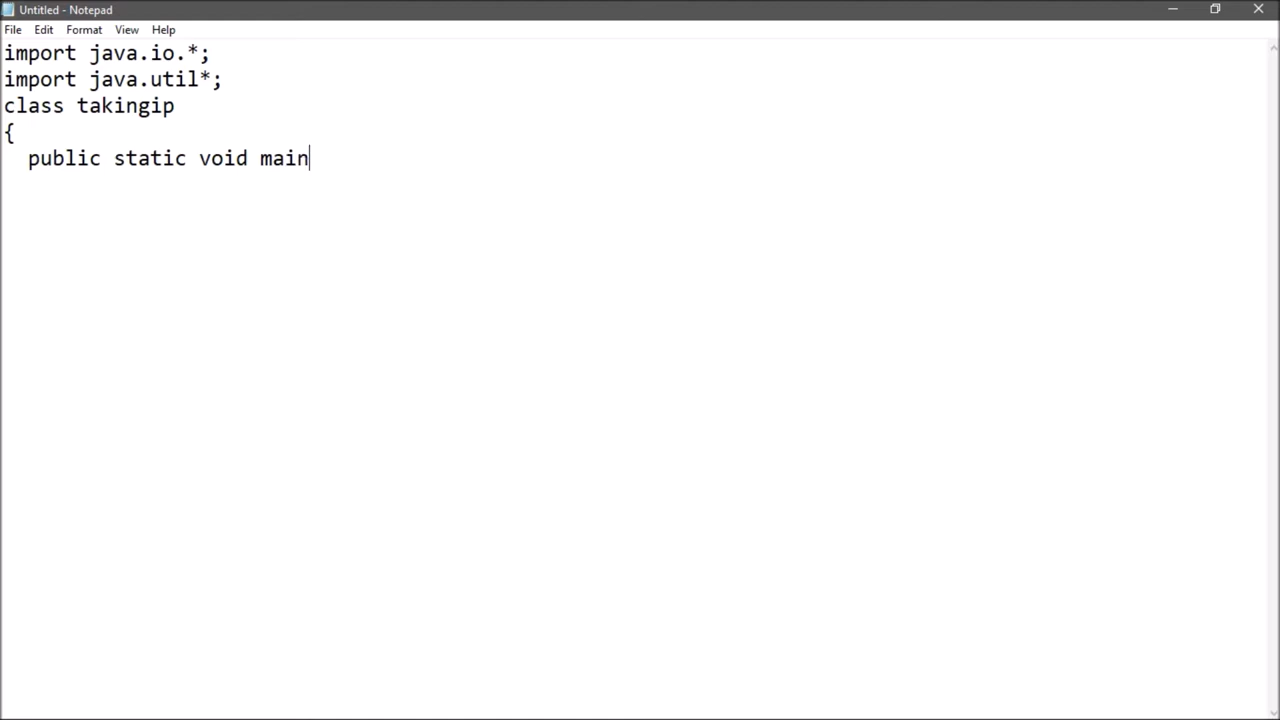 Untitled - Notepad
File Edit Format View Help
import java.io.*;
import java.util*;
class takingip
{
public static void main